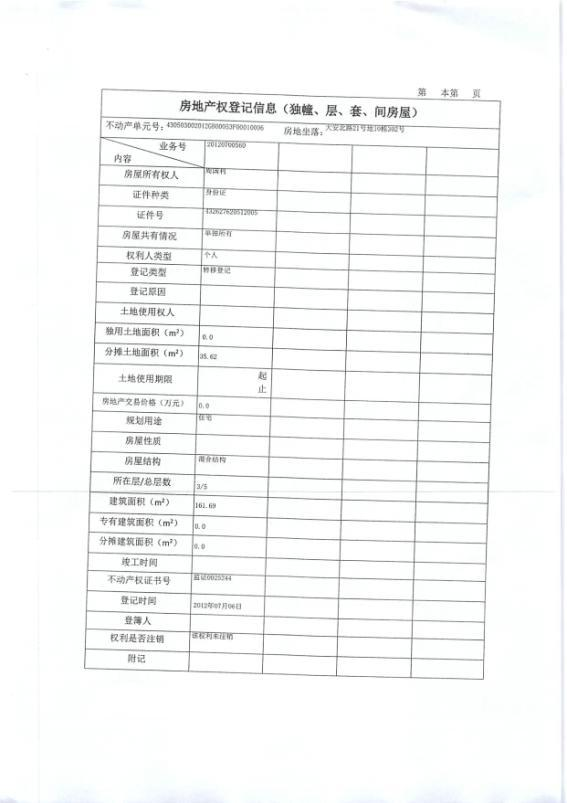 第 本第 页
房地产权登记信息（独幢、层、套、间房屋）
不动产单元号：430503002012GB00033F00010006 房地坐落：大安北路21号地10栋302号
业务号 20120700560
内容
房屋所有权人
证件种类 身份证
证件号 432627620512005
房屋共有情况 单独所有
权利人类型 个人
登记类型 转移登记
登记原因
土地使用权人
独用土地面积（m²） 0.0
分摊土地面积（m²） 35.62
土地使用期限 起
止
房地产交易价格（万元） 0.0
规划用途 住宅
房屋性质
房屋结构 混合结构
所在层/总层数 3/5
建筑面积（m²） 161.69
专有建筑面积（m²） 0.0
分摊建筑面积（m²） 0.0
竣工时间
不动产权证书号 监证0025244
登记时间 2012年07月06日
登簿人
权利是否注销 该权利未注销
附记